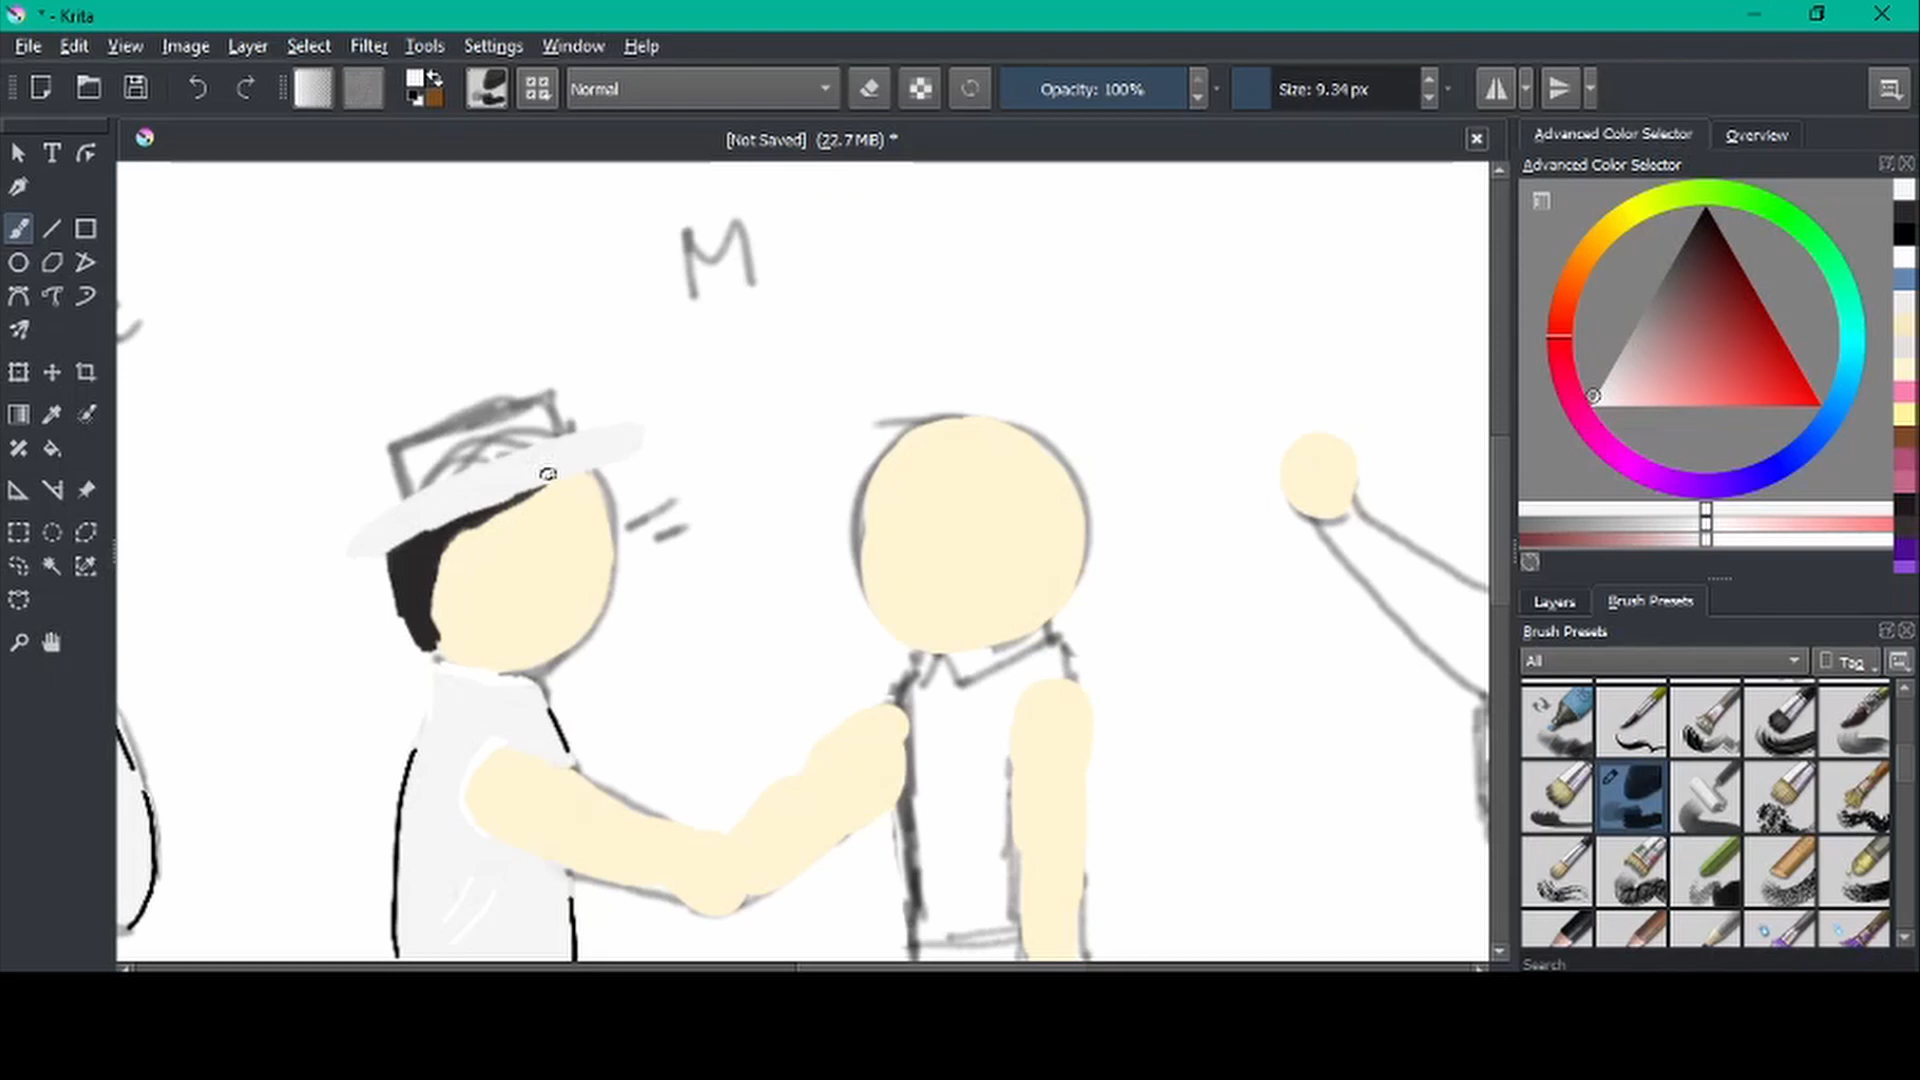 * - Krita
File Edit View Image Layer Select Filter Tools Settings Window Help
Normal Opacity: 100% Size: 9.34 px
[Not Saved] (22.7 MiB) *
Advanced Color Selector Overview
Advanced Color Selector
M
Layers Brush Presets
Brush Presets
All Tag
Search